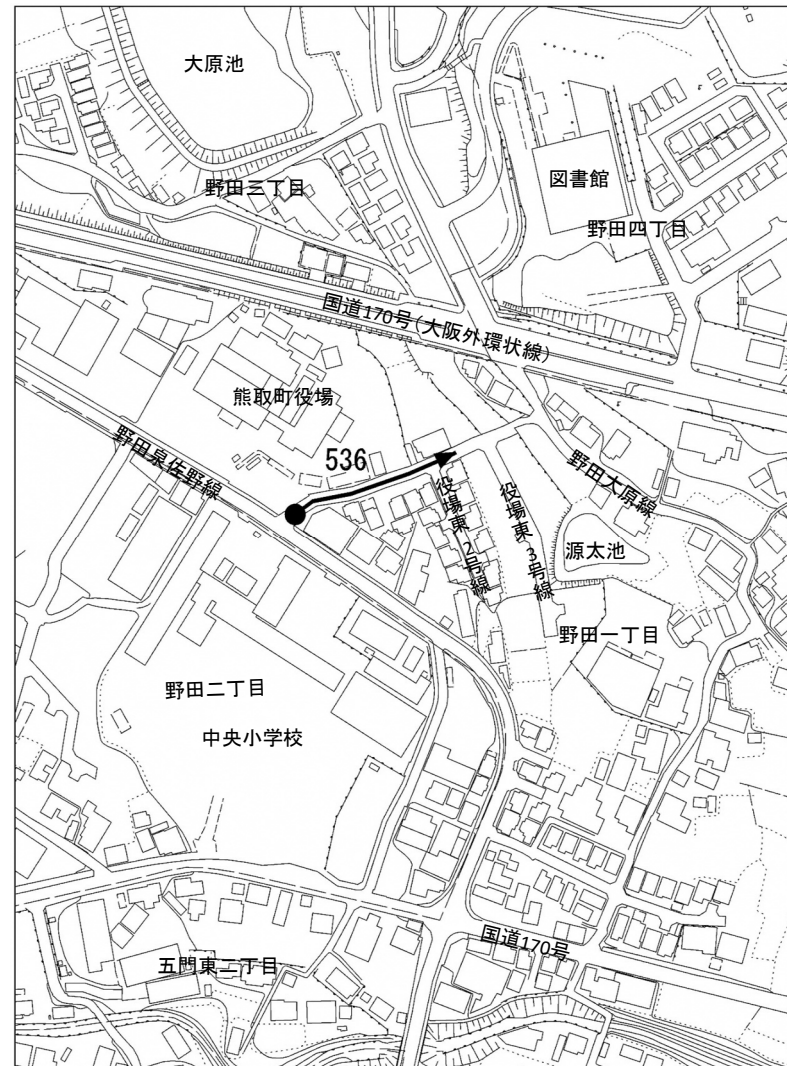 大原池
図書館
野田三丁目
野田四丁目
国道170号(大阪外環状線)
熊取町役場
野田泉佐野線
536
野田大原線
役場東2号線
役場東3号線
源太池
野田一丁目
野田二丁目
中央小学校
国道170号
五門東二丁目